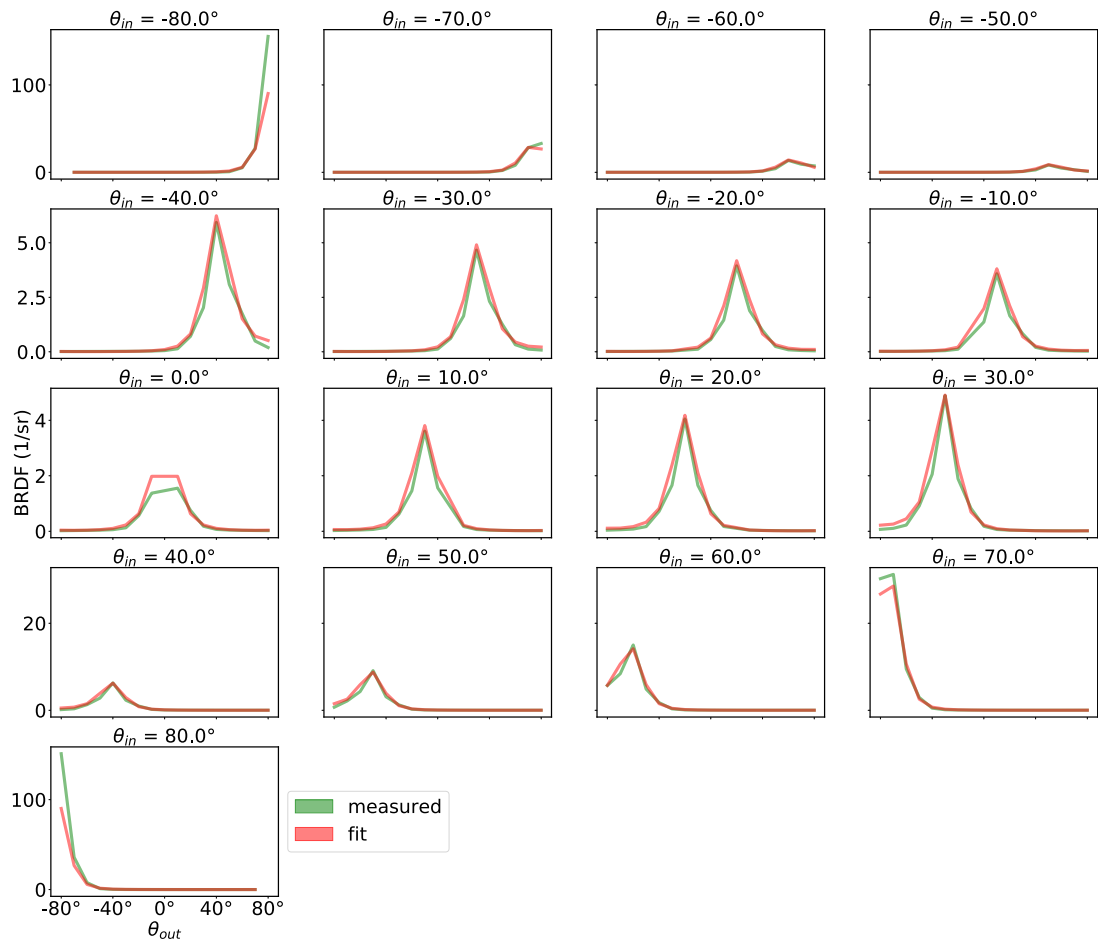 θin = -80.0° θin = -70.0° θin = -60.0° θin = -50.0°
100
0
θin = -40.0° θin = -30.0° θin = -20.0° θin = -10.0°
5.0
2.5
0.0
θin = 0.0° θin = 10.0° θin = 20.0° θin = 30.0°
4
2
0
BRDF (1/sr)
θin = 40.0° θin = 50.0° θin = 60.0° θin = 70.0°
20
0
θin = 80.0°
100
0
measured
fit
-80° -40° 0° 40° 80°
θout